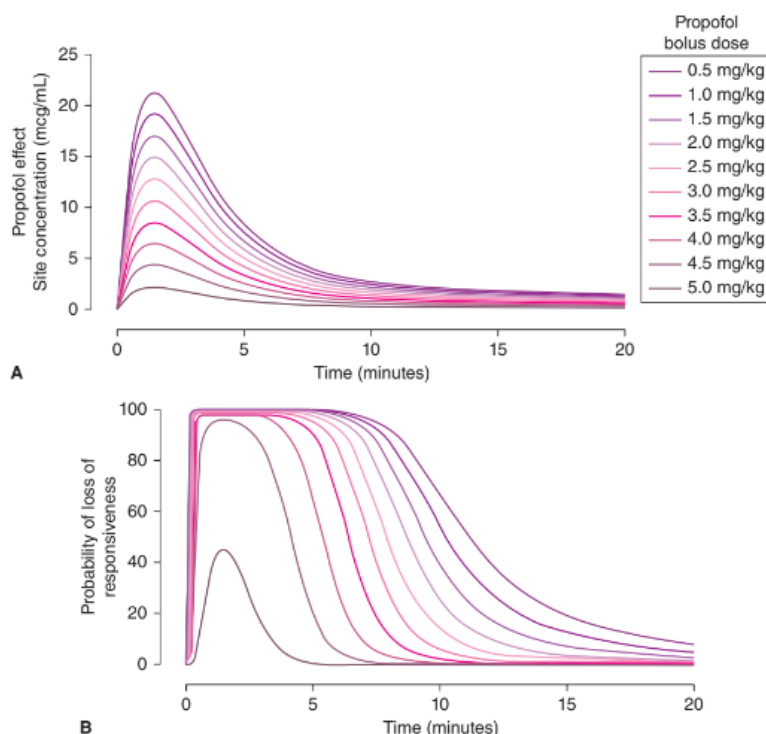 Propofol
bolus dose
0.5 mg/kg
1.0 mg/kg
1.5 mg/kg
2.0 mg/kg
2.5 mg/kg
3.0 mg/kg
3.5 mg/kg
4.0 mg/kg
4.5 mg/kg
5.0 mg/kg
Propofol effect
Site concentration (mcg/mL)
25
20
15
10
5
0
0 5 10 15 20
Time (minutes)
A
Probability of loss of
responsiveness
100
80
60
40
20
0
0 5 10 15 20
Time (minutes)
B